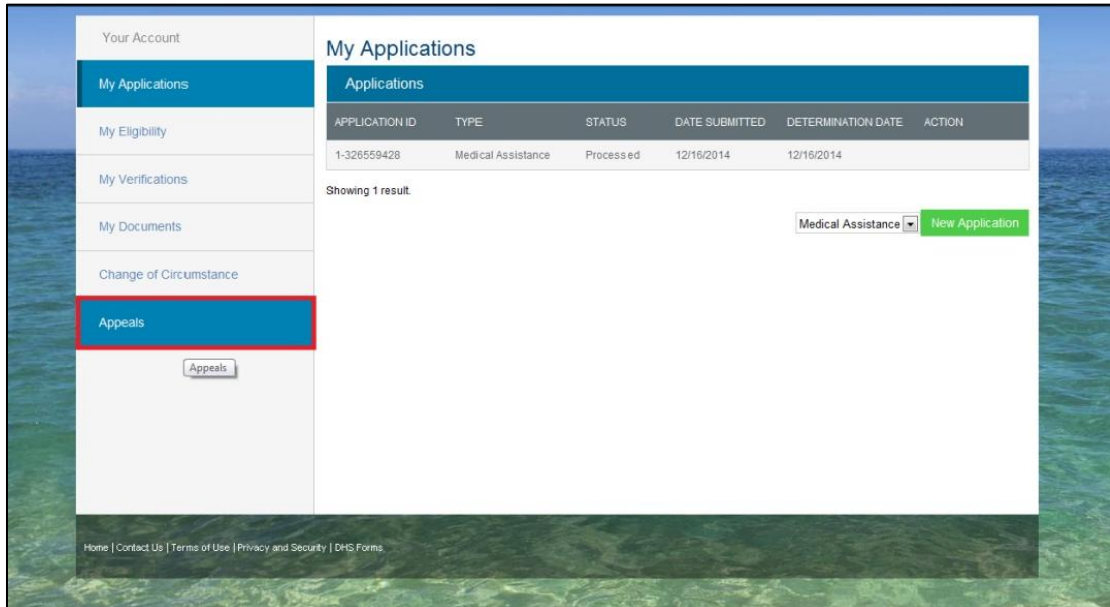 Your Account
My Applications
My Eligibility
My Verifications
My Documents
Change of Circumstance
Appeals
Appeals
My Applications
Applications
APPLICATION ID TYPE STATUS DATE SUBMITTED DETERMINATION DATE ACTION
1-326559428 Medical Assistance Processed 12/16/2014 12/16/2014
Showing 1 result.
Medical Assistance New Application
Home | Contact Us | Terms of Use | Privacy and Security | DHS Forms